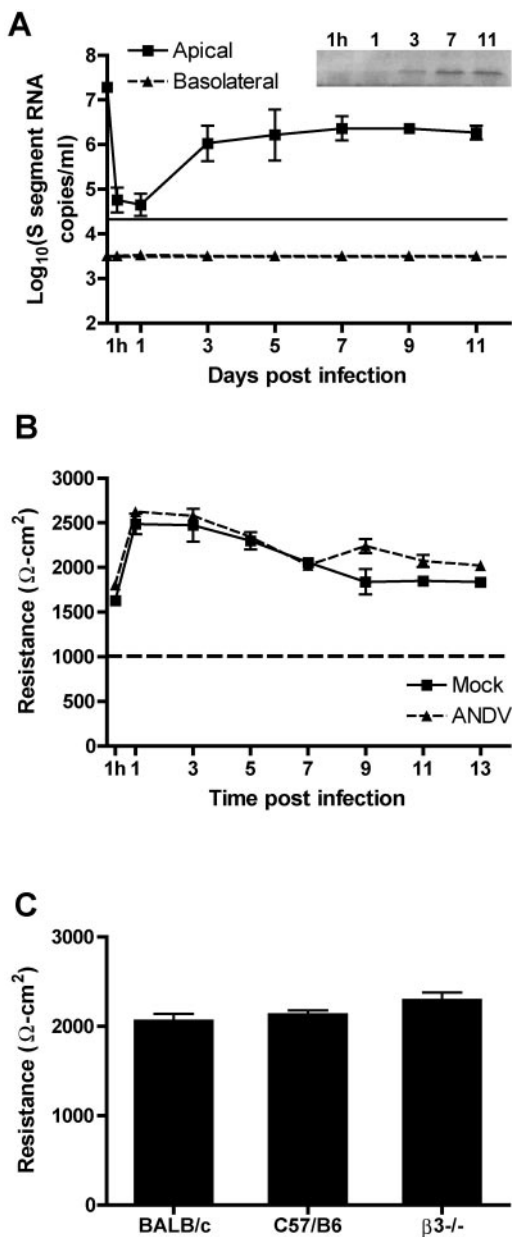 A
Apical
Basolateral
1h 1 3 7 11
Log10(S segment RNA
copies/ml)
8
7
6
5
4
3
2
1h 1 3 5 7 9 11
Days post infection
B
Resistance (Ω-cm²)
3000
2500
2000
1500
1000
500
0
Mock
ANDV
1h 1 3 5 7 9 11 13
Time post infection
C
Resistance (Ω-cm²)
3000
2000
1000
0
BALB/c C57/B6 β3-/-